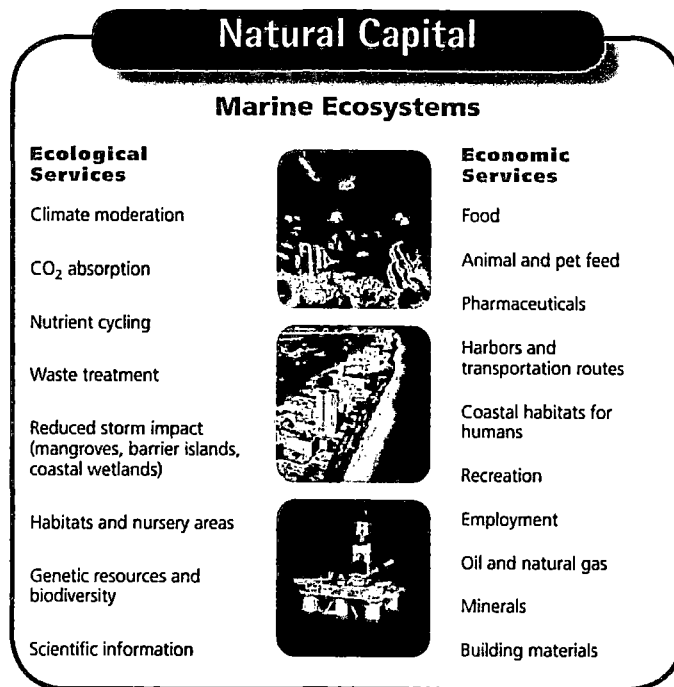 Natural Capital
Marine Ecosystems
Ecological
Services
Climate moderation
CO₂ absorption
Nutrient cycling
Waste treatment
Reduced storm impact
(mangroves, barrier islands,
coastal wetlands)
Habitats and nursery areas
Genetic resources and
biodiversity
Scientific information
Economic
Services
Food
Animal and pet feed
Pharmaceuticals
Harbors and
transportation routes
Coastal habitats for
humans
Recreation
Employment
Oil and natural gas
Minerals
Building materials